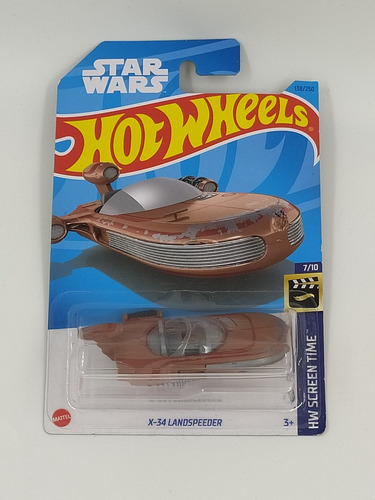 STAR
WARS
138/250
HOT WHEELS
7/10
HW SCREEN TIME
MATTEL
X-34 LANDSPEEDER
3+